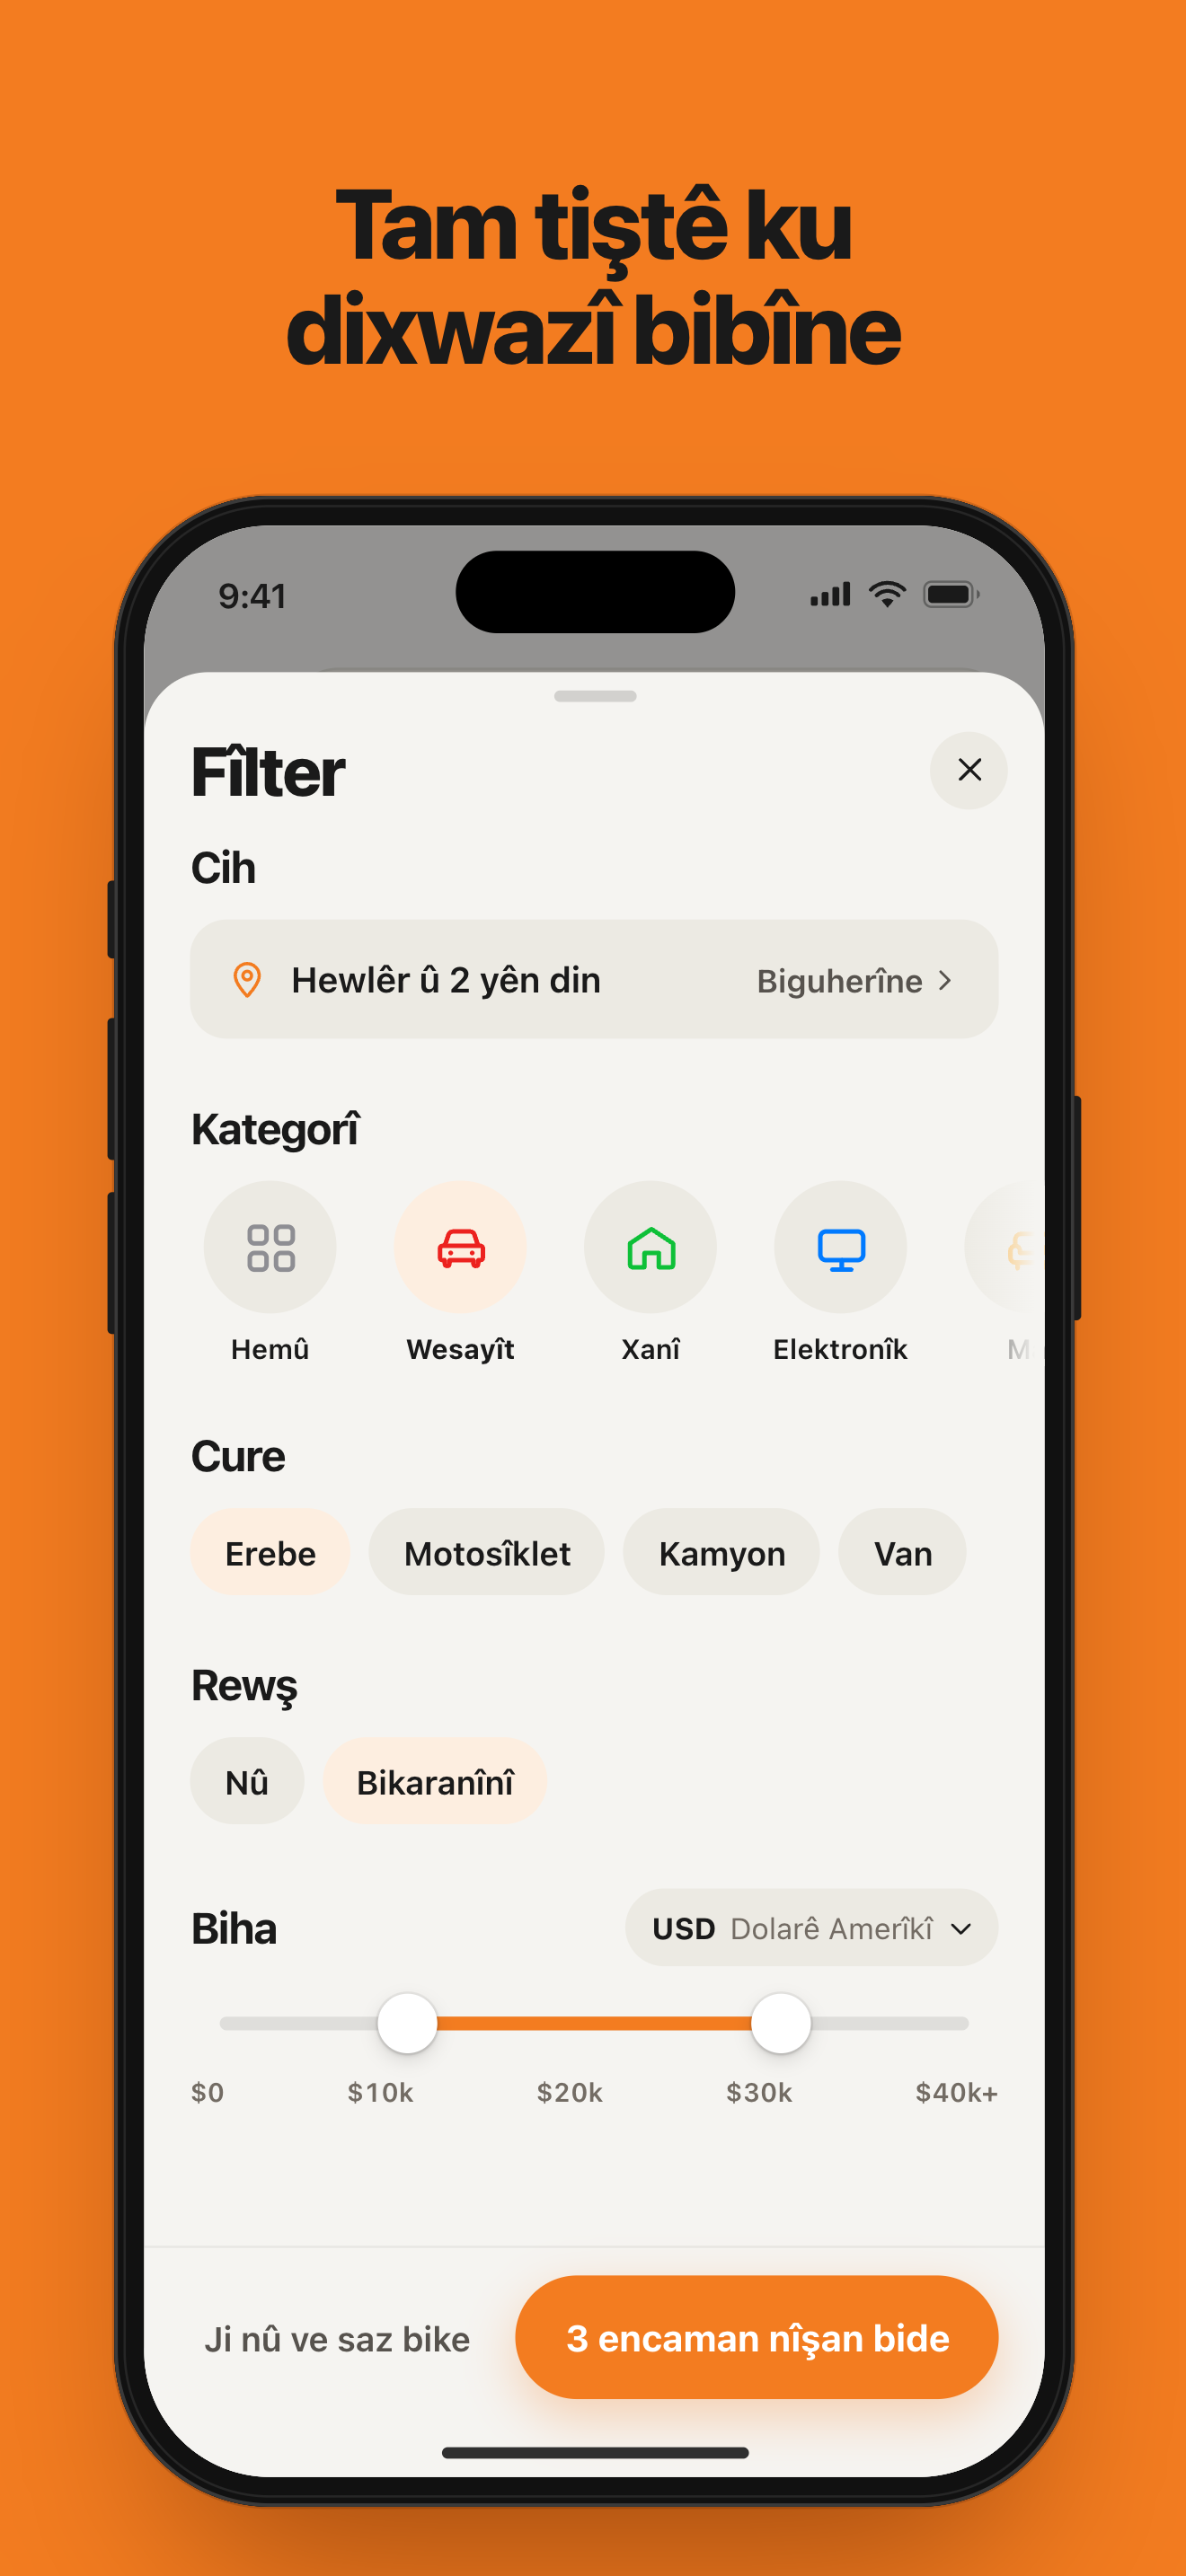 Tam tiştê ku
dixwazî bibîne
9:41
Fîlter
Cih
Hewlêr û 2 yên din Biguherîne
Kategorî
Hemû Wesayît Xanî Elektronîk
Cure
Erebe Motosîklet Kamyon Van
Rewş
Nû Bikaranînî
Biha USD Dolarê Amerîkî
$0 $10k $20k $30k $40k+
Ji nû ve saz bike 3 encaman nîşan bide